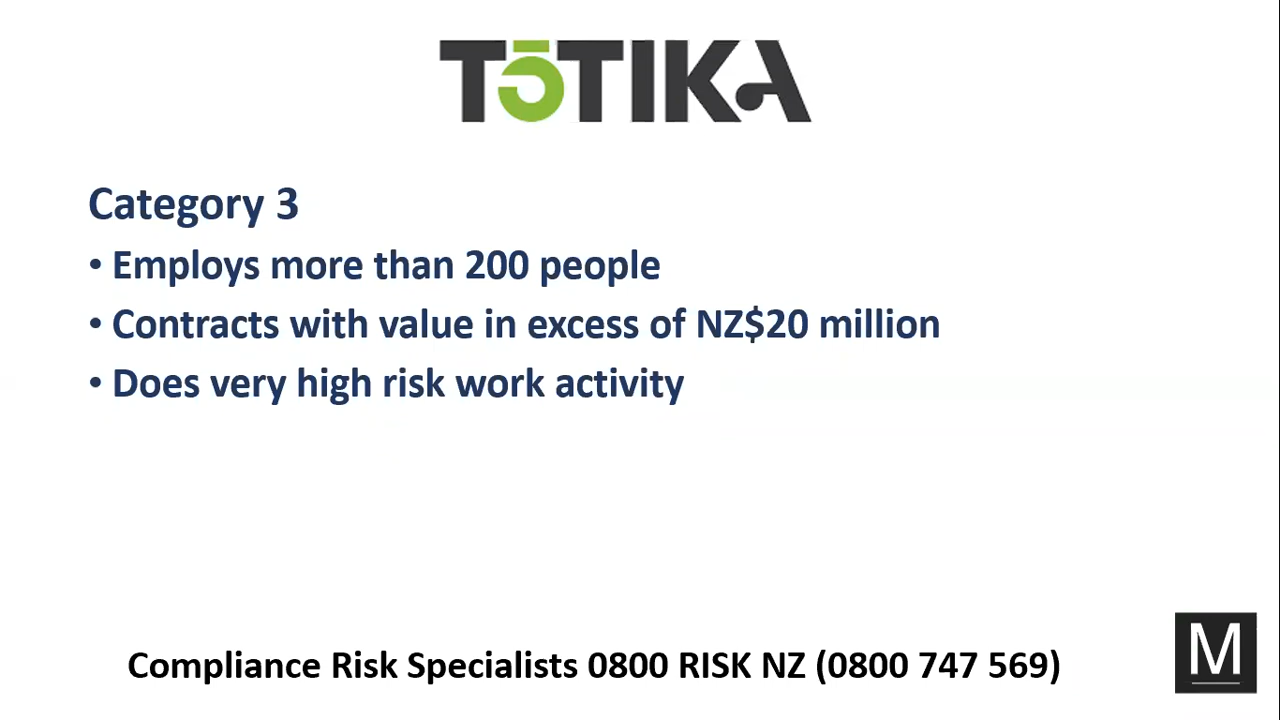 TŌTIKA
Category 3
• Employs more than 200 people
• Contracts with value in excess of NZ$20 million
• Does very high risk work activity
Compliance Risk Specialists 0800 RISK NZ (0800 747 569)
M